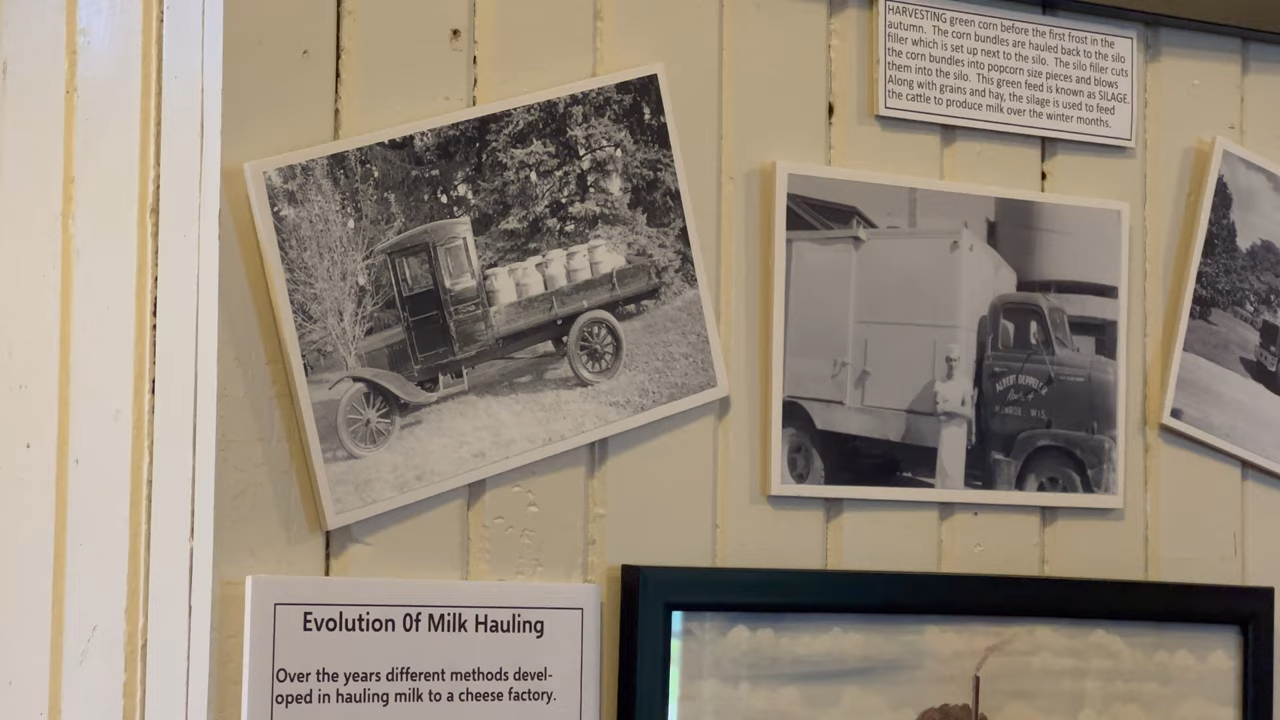 HARVESTING green corn before the first frost in the
autumn. The corn bundles are hauled back to the silo
filler which is set up next to the silo. The silo filler cuts
the corn bundles into popcorn size pieces and blows
them into the silo. This green feed is known as SILAGE.
Along with grains and hay, the silage is used to feed
the cattle to produce milk over the winter months.
ALBERT DEPPELER
MONROE, WIS.
Evolution 0f Milk Hauling
Over the years different methods devel-
oped in hauling milk to a cheese factory.